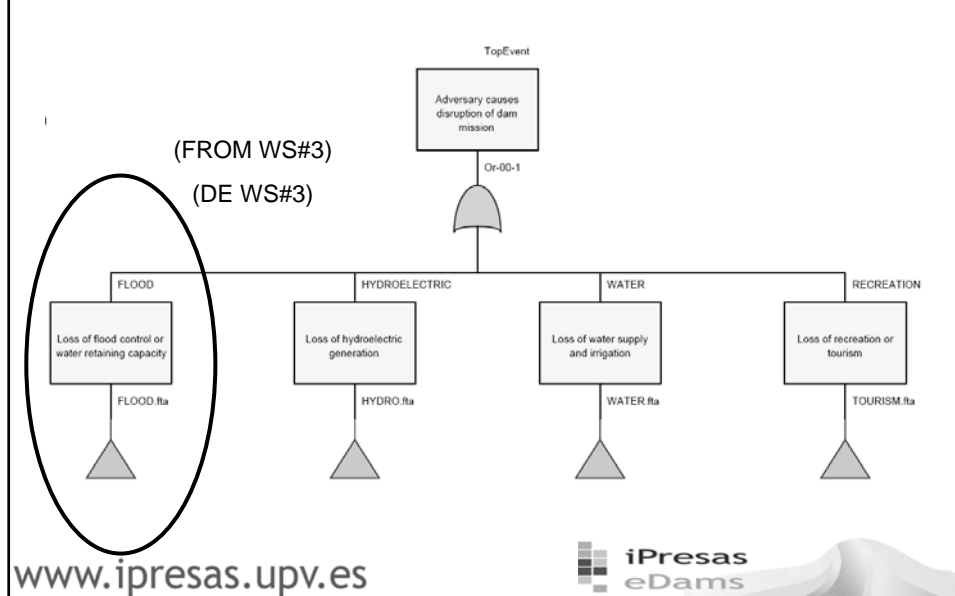 TopEvent
Adversary causes
disruption of dam
mission
Or-00-1
(FROM WS#3)
(DE WS#3)
FLOOD
HYDROELECTRIC
WATER
RECREATION
Loss of flood control or
water retaining capacity
Loss of hydroelectric
generation
Loss of water supply
and irrigation
Loss of recreation or
tourism
FLOOD.fta
HYDRO.fta
WATER.fta
TOURISM.fta
www.ipresas.upv.es
iPresas
eDams